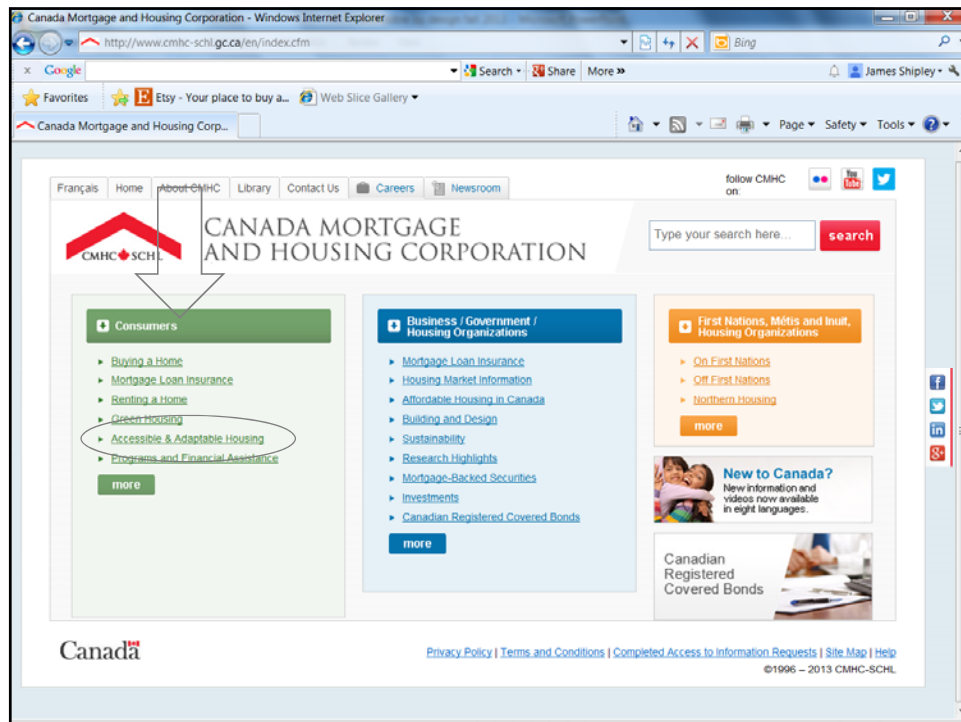 Canada Mortgage and Housing Corporation - Windows Internet Explorer
http://www.cmhc-schl.gc.ca/en/index.cfm
Bing
x Google
Search
Share
More »
James Shipley
Favorites
Etsy - Your place to buy a...
Web Slice Gallery
Canada Mortgage and Housing Corp...
Page
Safety
Tools
Français
Home
About CMHC
Library
Contact Us
Careers
Newsroom
follow CMHC
on:
You
Tube
CMHC SCHL
CANADA MORTGAGE
AND HOUSING CORPORATION
Type your search here...
search
Consumers
Buying a Home
Mortgage Loan Insurance
Renting a Home
Green Housing
Accessible & Adaptable Housing
Programs and Financial Assistance
more
Business / Government /
Housing Organizations
Mortgage Loan Insurance
Housing Market Information
Affordable Housing in Canada
Building and Design
Sustainability
Research Highlights
Mortgage-Backed Securities
Investments
Canadian Registered Covered Bonds
more
First Nations, Métis and Inuit,
Housing Organizations
On First Nations
Off First Nations
Northern Housing
more
New to Canada?
New information and
videos now available
in eight languages.
Canadian
Registered
Covered Bonds
Canada
Privacy Policy | Terms and Conditions | Completed Access to Information Requests | Site Map | Help
©1996 – 2013 CMHC-SCHL